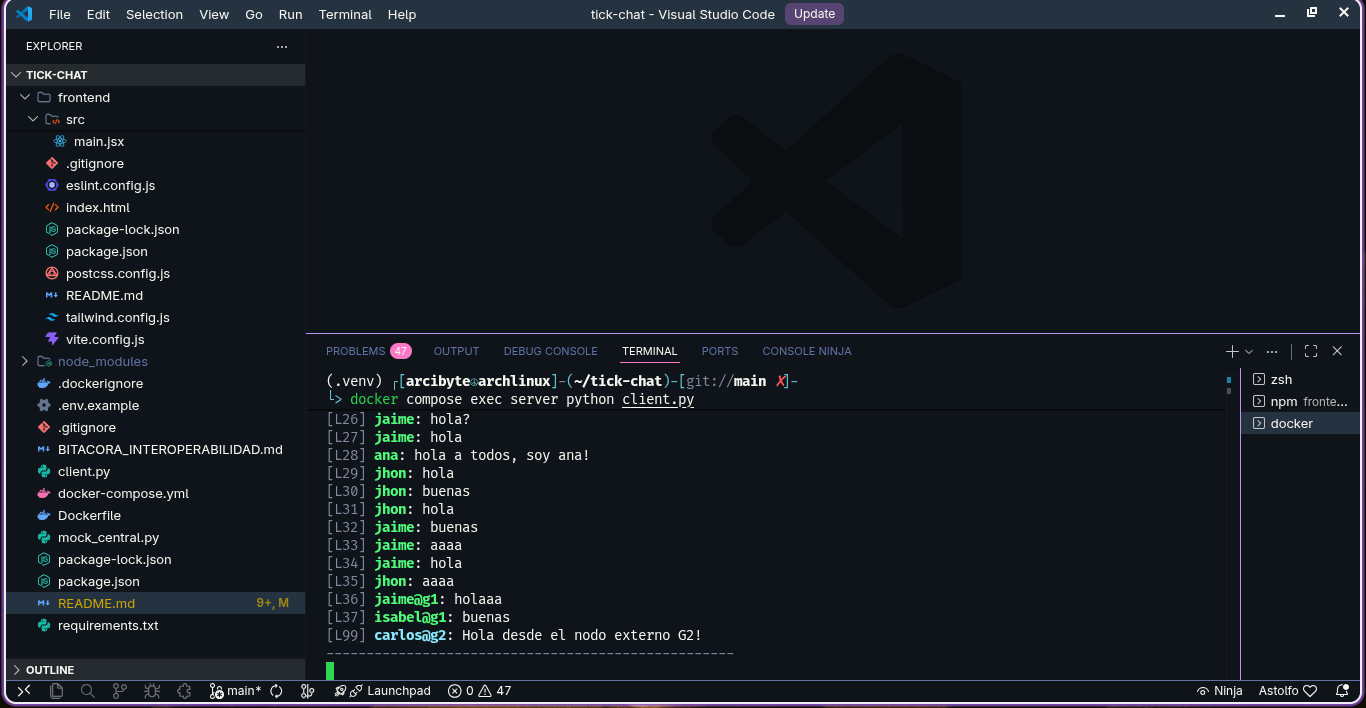 File Edit Selection View Go Run Terminal Help tick-chat - Visual Studio Code Update
EXPLORER
TICK-CHAT
frontend
src
main.jsx
.gitignore
eslint.config.js
index.html
package-lock.json
package.json
postcss.config.js
README.md
tailwind.config.js
vite.config.js
node_modules
.dockerignore
.env.example
.gitignore
BITACORA_INTEROPERABILIDAD.md
client.py
docker-compose.yml
Dockerfile
mock_central.py
package-lock.json
package.json
README.md 9+, M
requirements.txt
OUTLINE
PROBLEMS 47 OUTPUT DEBUG CONSOLE TERMINAL PORTS CONSOLE NINJA
(.venv) ┌[arcibyte☮archlinux]-(~/tick-chat)-[git://main ✗]-
└> docker compose exec server python client.py
[L26] jaime: hola?
[L27] jaime: hola
[L28] ana: hola a todos, soy ana!
[L29] jhon: hola
[L30] jhon: buenas
[L31] jhon: hola
[L32] jaime: buenas
[L33] jaime: aaaa
[L34] jaime: hola
[L35] jhon: aaaa
[L36] jaime@g1: holaaa
[L37] isabel@g1: buenas
[L99] carlos@g2: Hola desde el nodo externo G2!
---------------------------------------------------
zsh
npm fronte...
docker
main* Launchpad 0 47 Ninja Astolfo